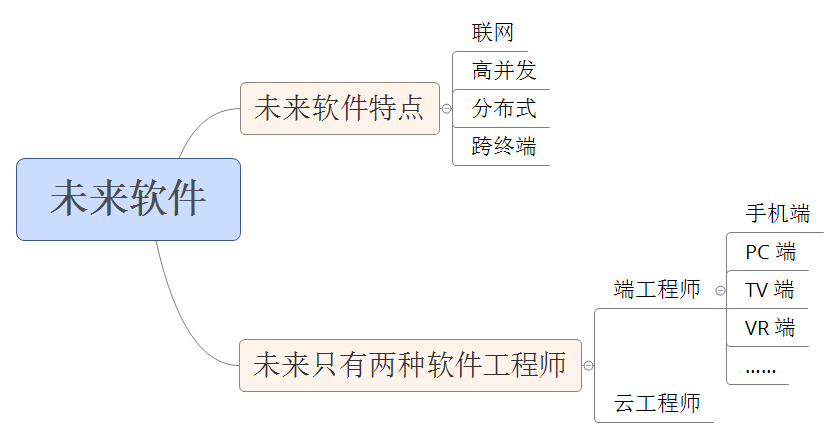 未来软件
未来软件特点
联网
高并发
分布式
跨终端
未来只有两种软件工程师
端工程师
手机端
PC 端
TV 端
VR 端
......
云工程师